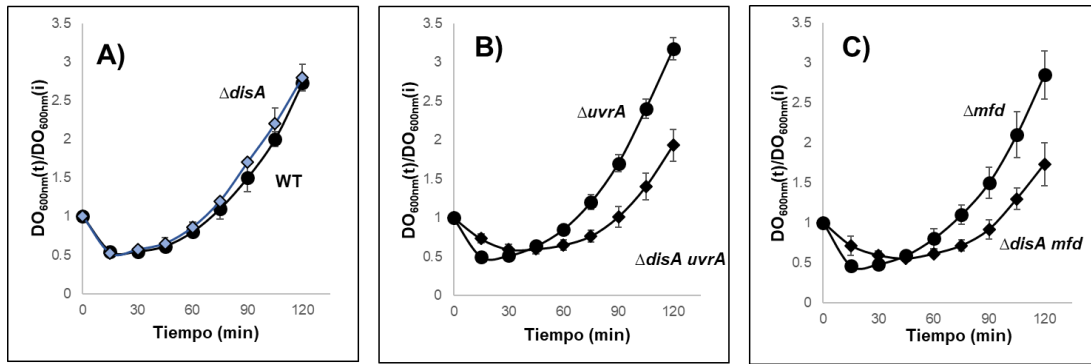 A)
3.5
3
2.5
2
1.5
1
0.5
0
0
30
60
90
120
DO600nm(t)/DO600nm(i)
Tiempo (min)
ΔdisA
WT
B)
3.5
3
2.5
2
1.5
1
0.5
0
0
30
60
90
120
DO600nm(t)/DO600nm(i)
Tiempo (min)
ΔuvrA
ΔdisA uvrA
C)
3.5
3
2.5
2
1.5
1
0.5
0
0
30
60
90
120
DO600nm(t)/DO600nm(i)
Tiempo (min)
Δmfd
ΔdisA mfd